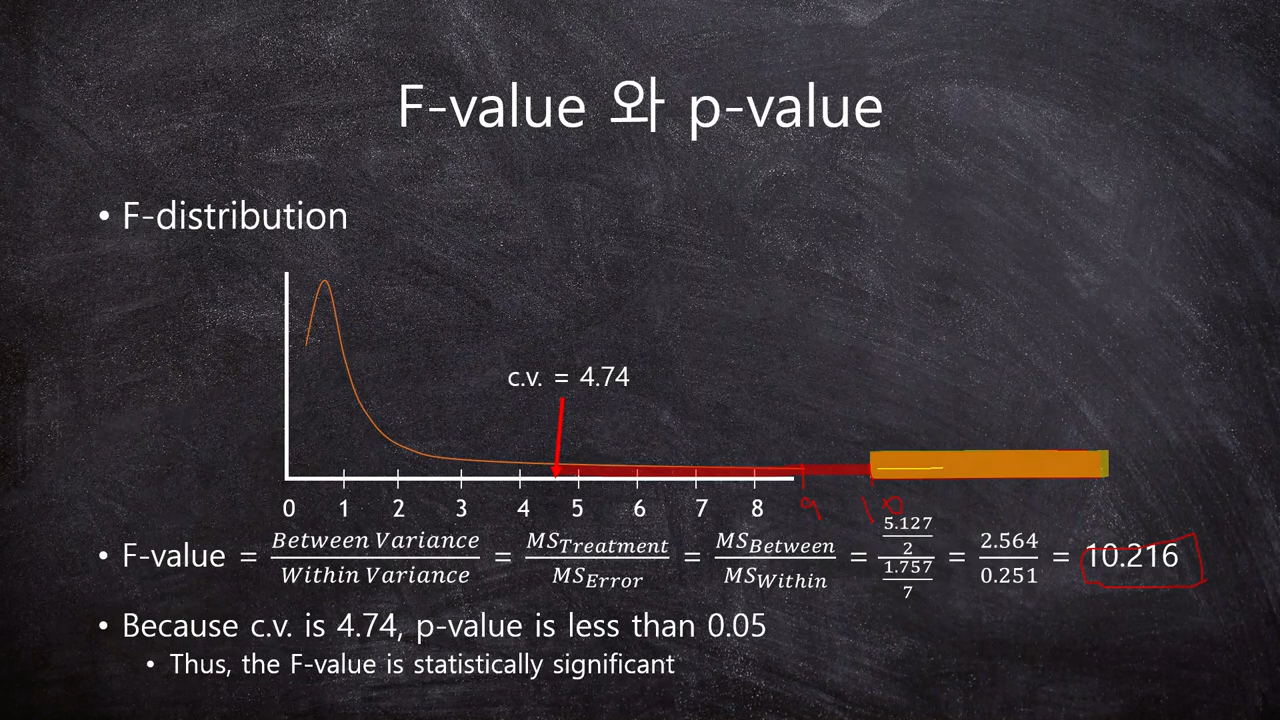 F-value 와 p-value
• F-distribution
c.v. = 4.74
0 1 2 3 4 5 6 7 8 9 10
• F-value = Between Variance / Within Variance = MS_Treatment / MS_Error = MS_Between / MS_Within = (5.127 / 2) / (1.757 / 7) = 2.564 / 0.251 = 10.216
• Because c.v. is 4.74, p-value is less than 0.05
• Thus, the F-value is statistically significant